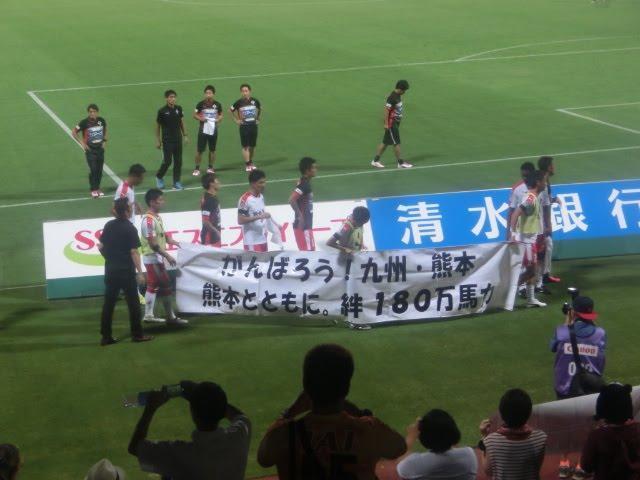 清水銀行
がんばろう！九州・熊本
熊本とともに。絆180万馬力
Canon